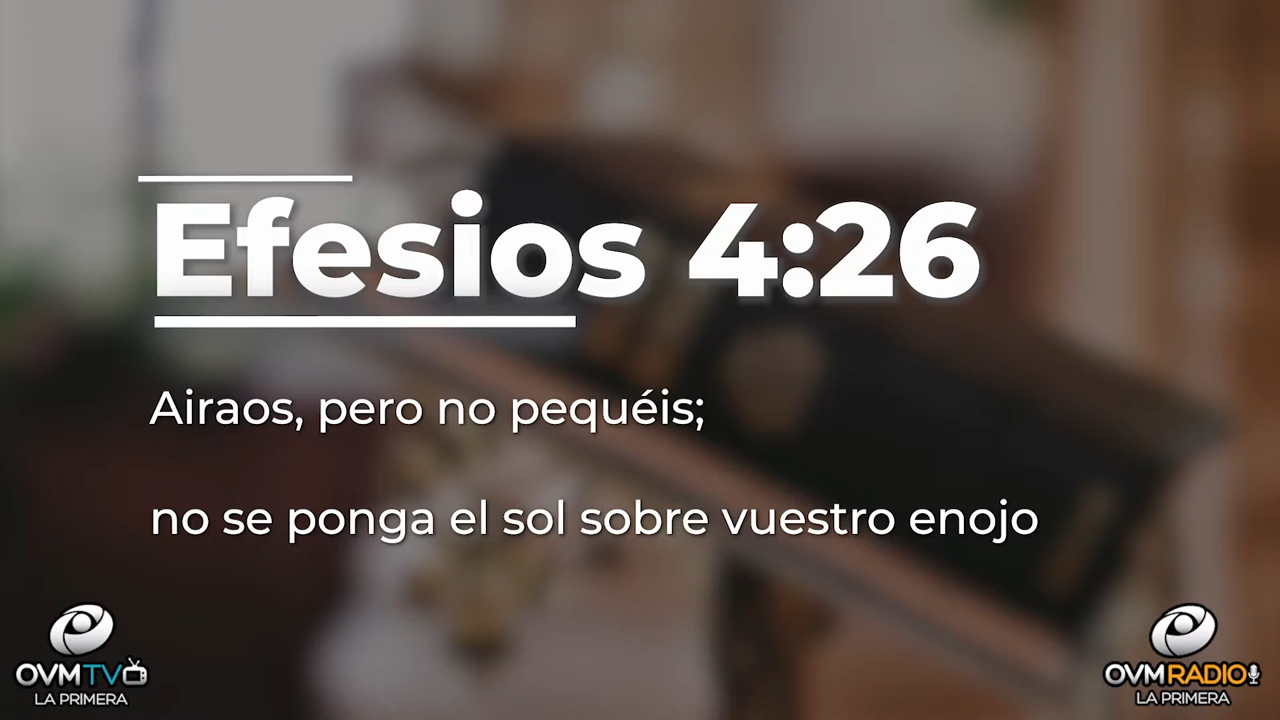 Efesios 4:26
Airaos, pero no pequéis;
no se ponga el sol sobre vuestro enojo
OVMTV
LA PRIMERA
OVMRADIO
LA PRIMERA